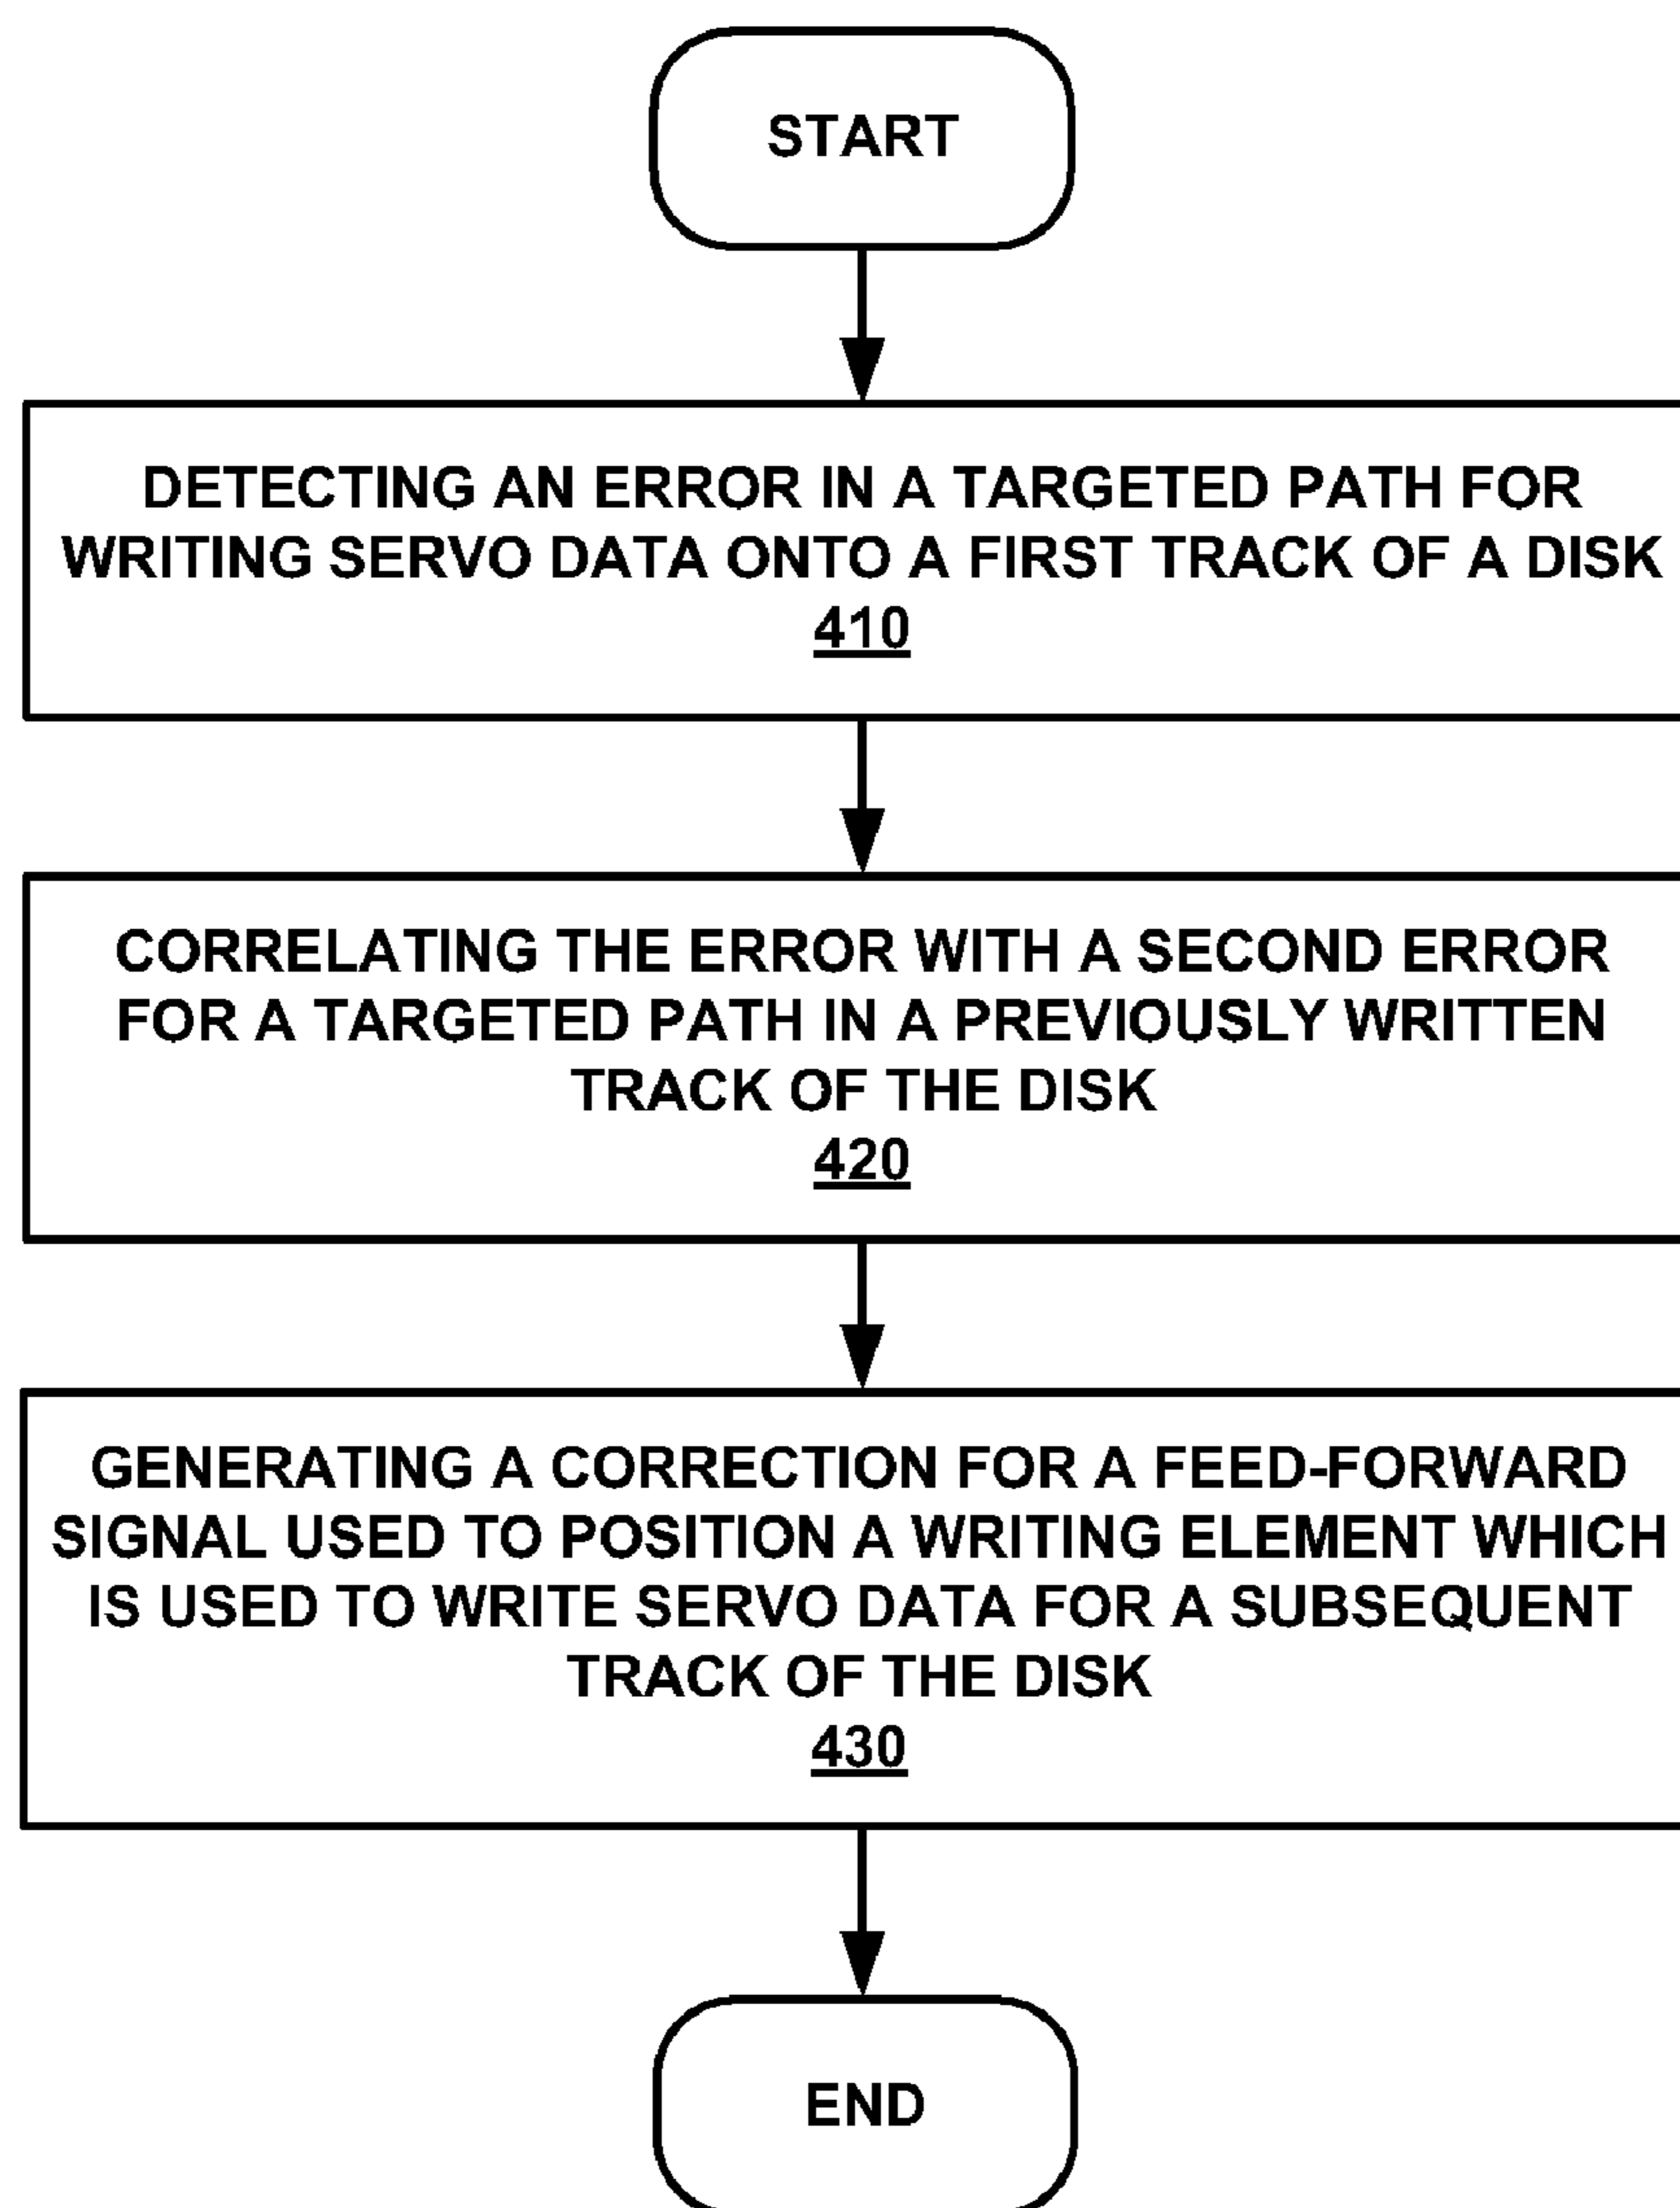 START
DETECTING AN ERROR IN A TARGETED PATH FOR
WRITING SERVO DATA ONTO A FIRST TRACK OF A DISK
410
CORRELATING THE ERROR WITH A SECOND ERROR
FOR A TARGETED PATH IN A PREVIOUSLY WRITTEN
TRACK OF THE DISK
420
GENERATING A CORRECTION FOR A FEED-FORWARD
SIGNAL USED TO POSITION A WRITING ELEMENT WHICH
IS USED TO WRITE SERVO DATA FOR A SUBSEQUENT
TRACK OF THE DISK
430
END